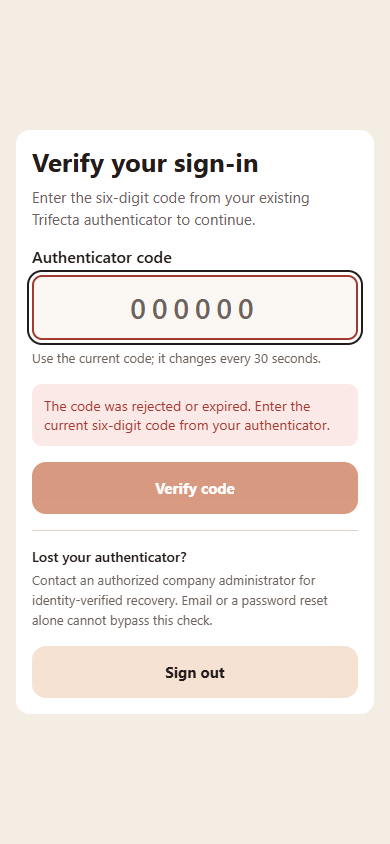 Verify your sign-in
Enter the six-digit code from your existing
Trifecta authenticator to continue.
Authenticator code
000000
Use the current code; it changes every 30 seconds.
The code was rejected or expired. Enter the
current six-digit code from your authenticator.
Verify code
Lost your authenticator?
Contact an authorized company administrator for
identity-verified recovery. Email or a password reset
alone cannot bypass this check.
Sign out